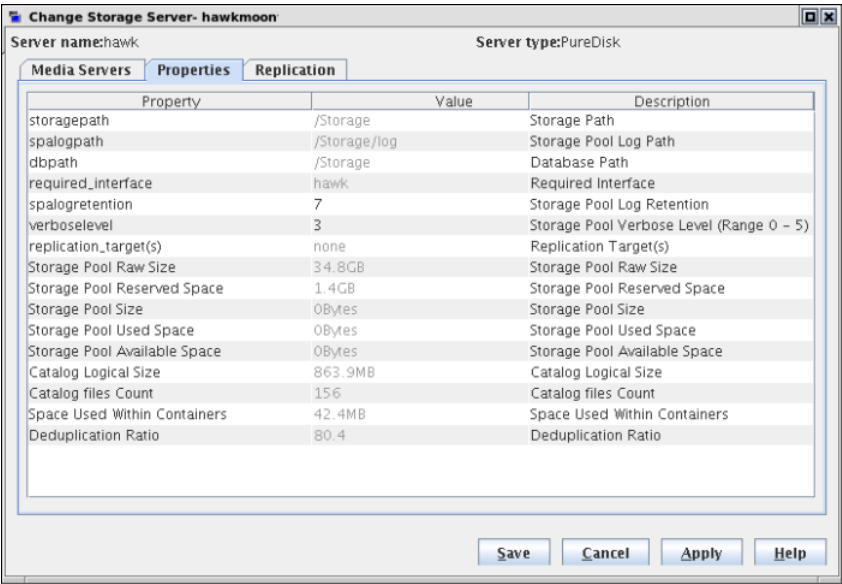 Change Storage Server- hawkmoon
Server name:hawk Server type:PureDisk
Media Servers Properties Replication
Property Value Description
storagepath /Storage Storage Path
spalogpath /Storage/log Storage Pool Log Path
dbpath /Storage Database Path
required_interface hawk Required Interface
spalogretention 7 Storage Pool Log Retention
verboselevel 3 Storage Pool Verbose Level (Range 0 - 5)
replication_target(s) none Replication Target(s)
Storage Pool Raw Size 34.8GB Storage Pool Raw Size
Storage Pool Reserved Space 1.4GB Storage Pool Reserved Space
Storage Pool Size 0Bytes Storage Pool Size
Storage Pool Used Space 0Bytes Storage Pool Used Space
Storage Pool Available Space 0Bytes Storage Pool Available Space
Catalog Logical Size 863.9MB Catalog Logical Size
Catalog files Count 156 Catalog files Count
Space Used Within Containers 42.4MB Space Used Within Containers
Deduplication Ratio 80.4 Deduplication Ratio
Save Cancel Apply Help